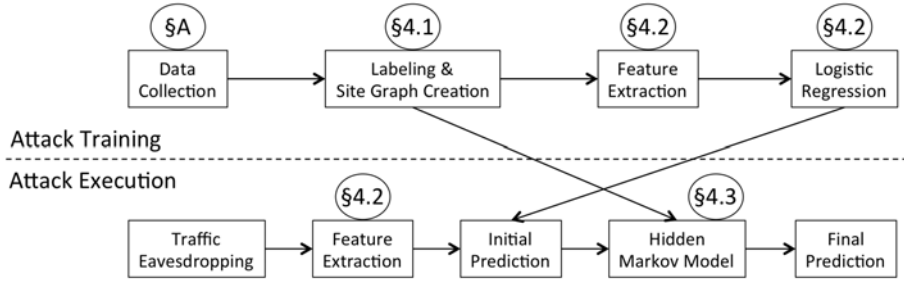 §A
§4.1
§4.2
§4.2
Data
Collection
Labeling &
Site Graph Creation
Feature
Extraction
Logistic
Regression
Attack Training
Attack Execution
§4.2
§4.3
Traffic
Eavesdropping
Feature
Extraction
Initial
Prediction
Hidden
Markov Model
Final
Prediction